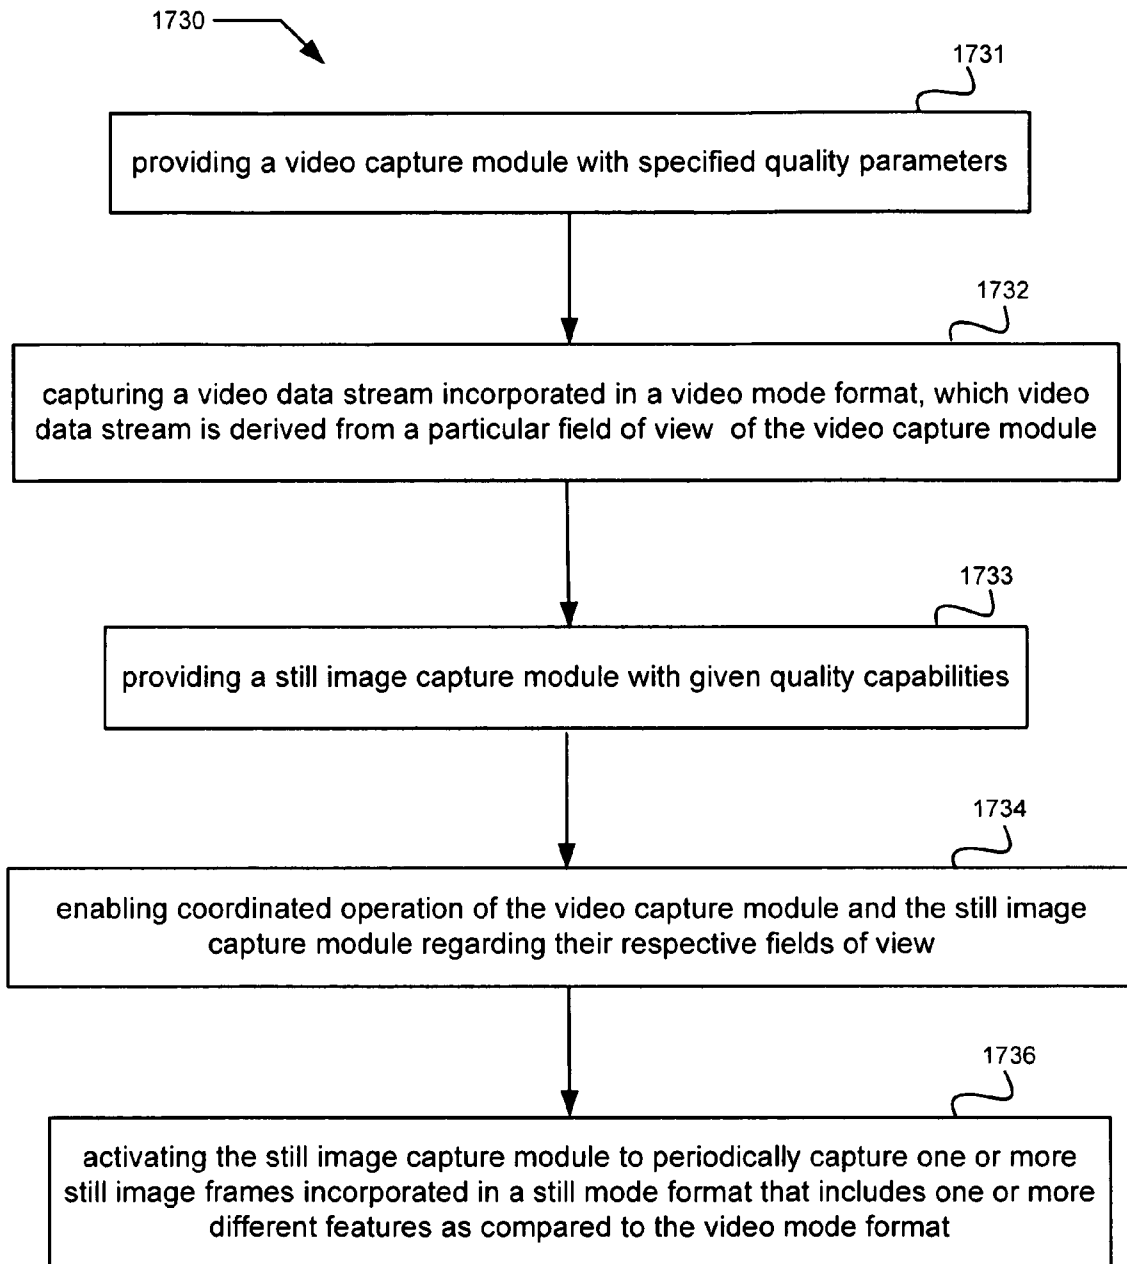 1730
1731
providing a video capture module with specified quality parameters
1732
capturing a video data stream incorporated in a video mode format, which video
data stream is derived from a particular field of view of the video capture module
1733
providing a still image capture module with given quality capabilities
1734
enabling coordinated operation of the video capture module and the still image
capture module regarding their respective fields of view
1736
activating the still image capture module to periodically capture one or more
still image frames incorporated in a still mode format that includes one or more
different features as compared to the video mode format